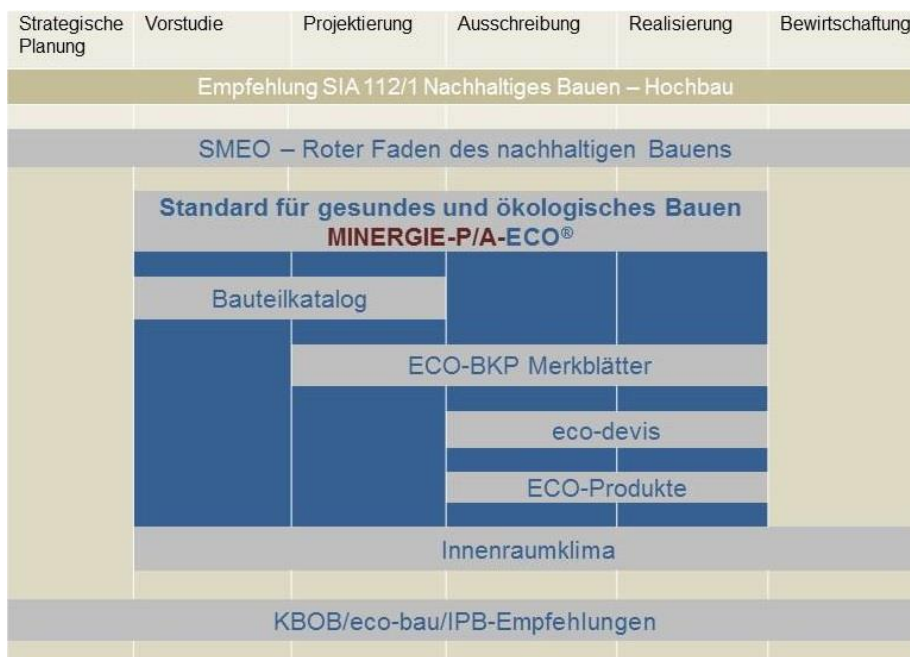 Strategische Planung
Vorstudie
Projektierung
Ausschreibung
Realisierung
Bewirtschaftung
Empfehlung SIA 112/1 Nachhaltiges Bauen – Hochbau
SMEO – Roter Faden des nachhaltigen Bauens
Standard für gesundes und ökologisches Bauen
MINERGIE-P/A-ECO®
Bauteilkatalog
ECO-BKP Merkblätter
eco-devis
ECO-Produkte
Innenraumklima
KBOB/eco-bau/IPB-Empfehlungen